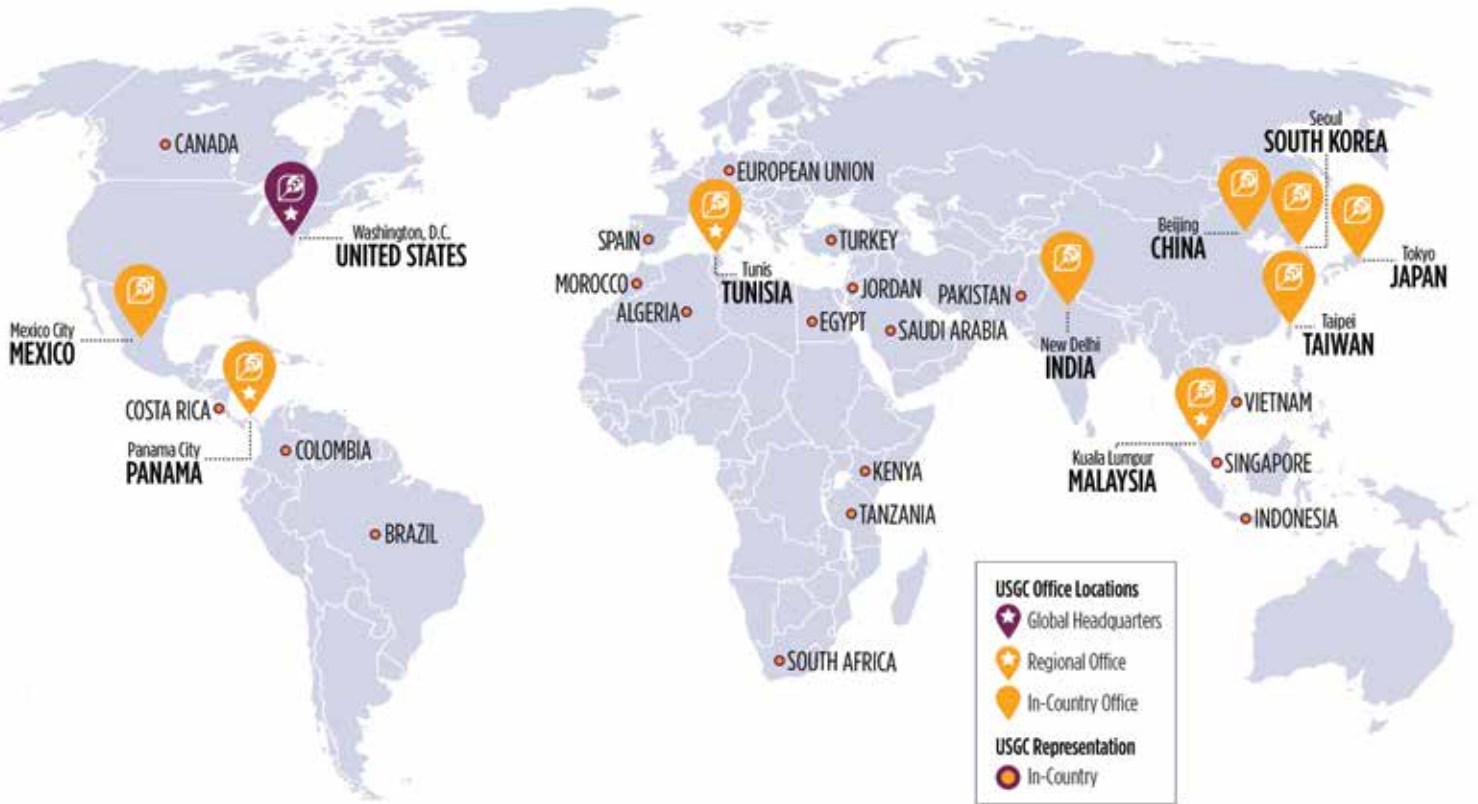 CANADA
Washington, D.C.
UNITED STATES
Mexico City
MEXICO
COSTA RICA
Panama City
PANAMA
COLOMBIA
BRAZIL
EUROPEAN UNION
SPAIN
TURKEY
Tunis
TUNISIA
MOROCCO
ALGERIA
JORDAN
EGYPT
SAUDI ARABIA
PAKISTAN
KENYA
TANZANIA
SOUTH AFRICA
New Delhi
INDIA
Seoul
SOUTH KOREA
Beijing
CHINA
Tokyo
JAPAN
Taipei
TAIWAN
VIETNAM
Kuala Lumpur
MALAYSIA
SINGAPORE
INDONESIA
USGC Office Locations
Global Headquarters
Regional Office
In-Country Office
USGC Representation
In-Country